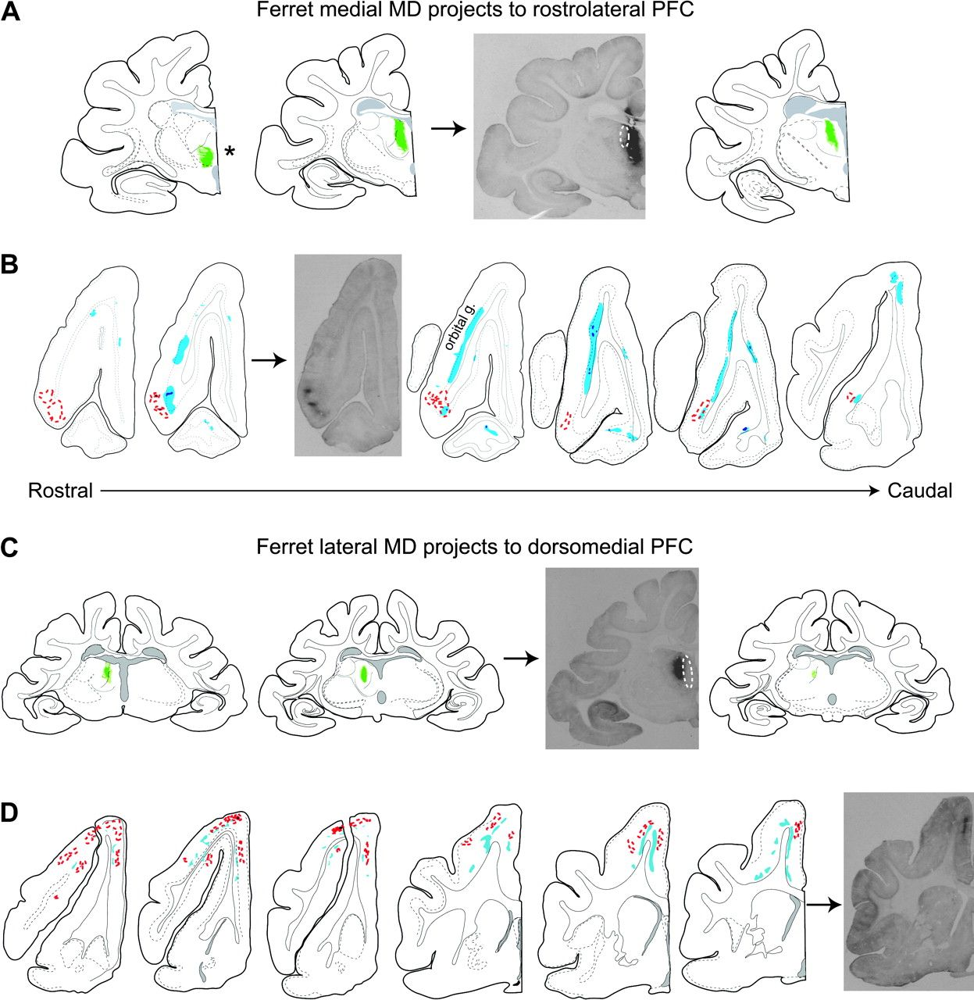 A
Ferret medial MD projects to rostrolateral PFC
*
B
orbital g.
Rostral
Caudal
C
Ferret lateral MD projects to dorsomedial PFC
D